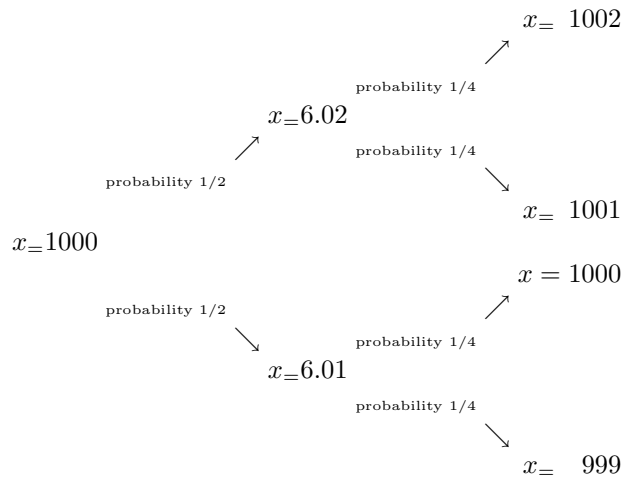 x= 1002
probability 1/4
x=6.02
probability 1/4
probability 1/2
x= 1001
x=1000
x = 1000
probability 1/2
probability 1/4
x=6.01
probability 1/4
x= 999